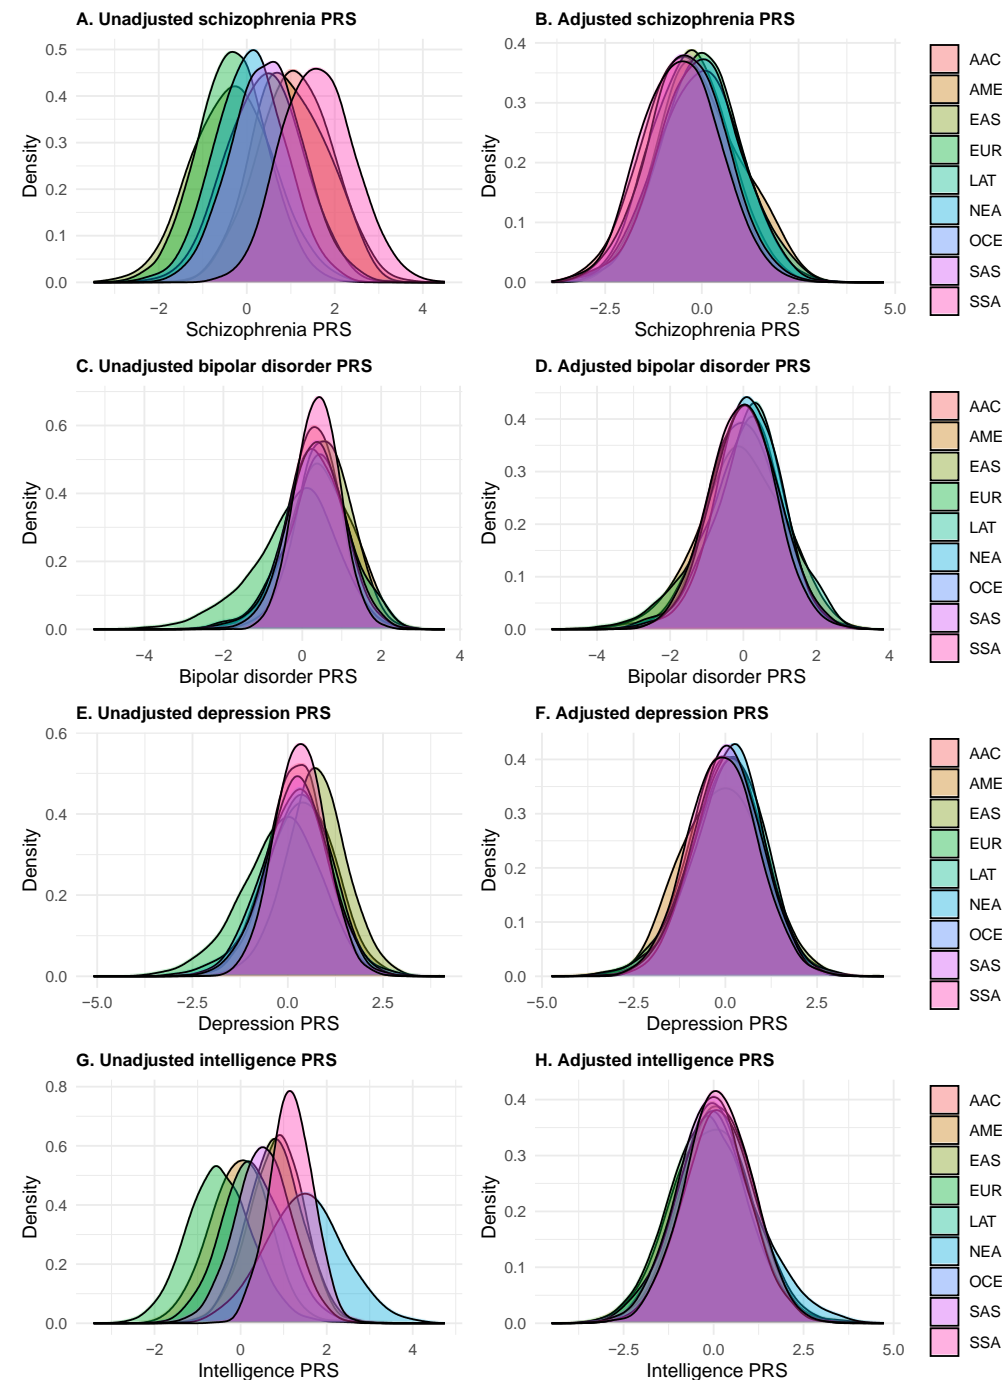 A. Unadjusted schizophrenia PRS
0.5
0.4
0.3
0.2
0.1
0.0
Density
−2
0
2
4
Schizophrenia PRS
B. Adjusted schizophrenia PRS
0.4
0.3
0.2
0.1
0.0
Density
−2.5
0.0
2.5
5.0
Schizophrenia PRS
AAC
AME
EAS
EUR
LAT
NEA
OCE
SAS
SSA
C. Unadjusted bipolar disorder PRS
0.6
0.4
0.2
0.0
Density
−4
−2
0
2
4
Bipolar disorder PRS
D. Adjusted bipolar disorder PRS
0.4
0.3
0.2
0.1
0.0
Density
−4
−2
0
2
4
Bipolar disorder PRS
AAC
AME
EAS
EUR
LAT
NEA
OCE
SAS
SSA
E. Unadjusted depression PRS
0.6
0.4
0.2
0.0
Density
−5.0
−2.5
0.0
2.5
Depression PRS
F. Adjusted depression PRS
0.4
0.3
0.2
0.1
0.0
Density
−5.0
−2.5
0.0
2.5
Depression PRS
AAC
AME
EAS
EUR
LAT
NEA
OCE
SAS
SSA
G. Unadjusted intelligence PRS
0.8
0.6
0.4
0.2
0.0
Density
−2
0
2
4
Intelligence PRS
H. Adjusted intelligence PRS
0.4
0.3
0.2
0.1
0.0
Density
−2.5
0.0
2.5
5.0
Intelligence PRS
AAC
AME
EAS
EUR
LAT
NEA
OCE
SAS
SSA